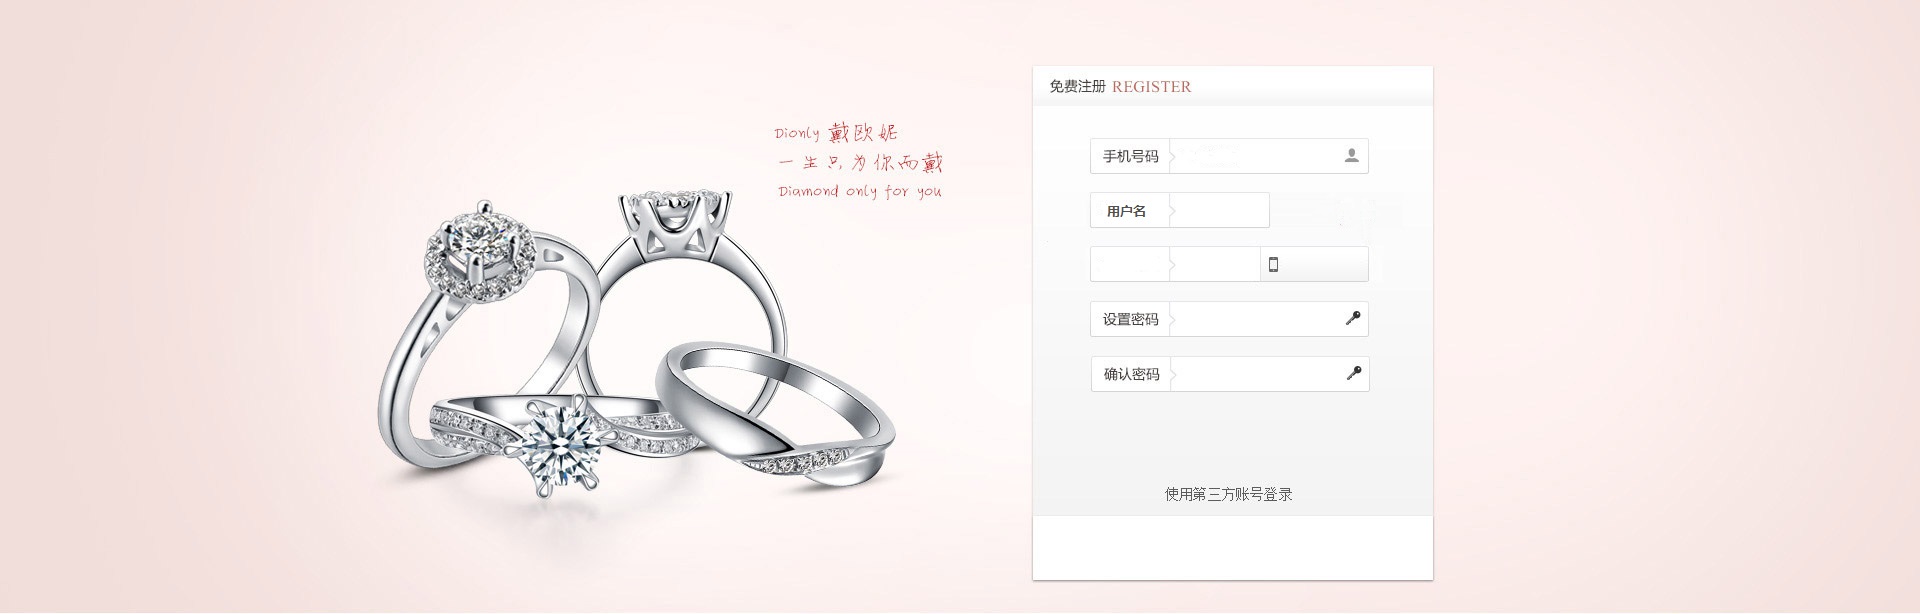 Dionly 戴欧妮
一生只为你而戴
Diamond only for you
免费注册 REGISTER
手机号码
用户名
设置密码
确认密码
使用第三方账号登录